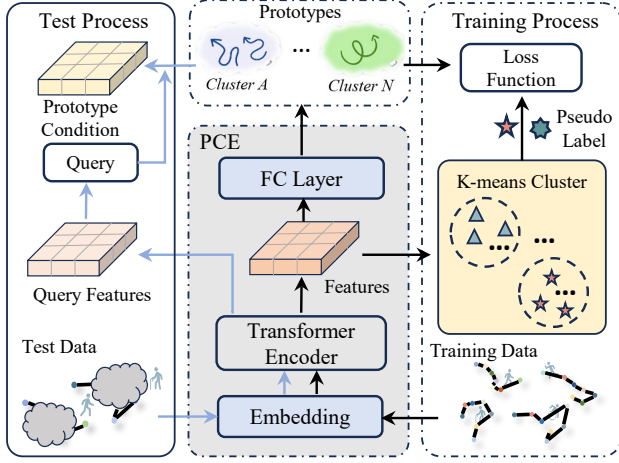 Test Process
Prototype
Condition
Query
Query Features
Test Data
Prototypes
...
Cluster A
Cluster N
PCE
FC Layer
Features
Transformer
Encoder
Embedding
Training Process
Loss
Function
Pseudo
Label
K-means Cluster
...
...
...
Training Data